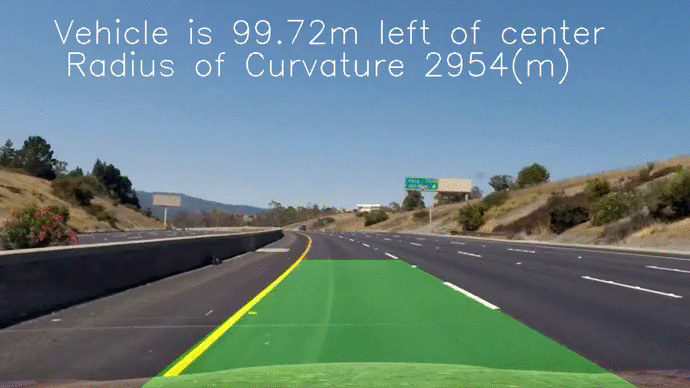 Vehicle is 99.72m left of center
Radius of Curvature 2954(m)